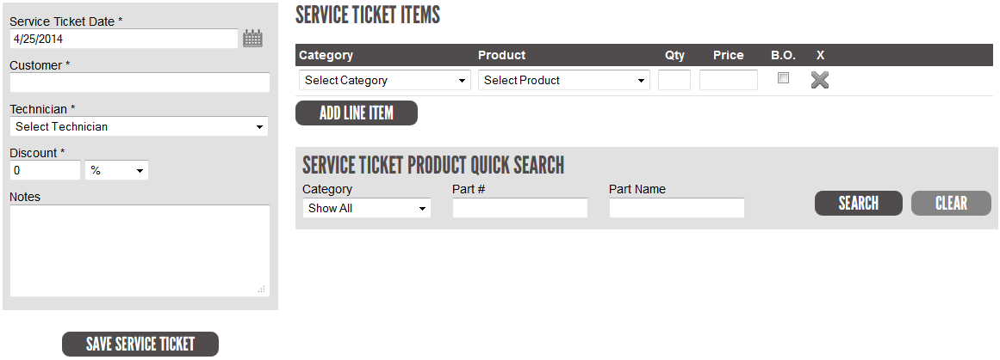 Service Ticket Date *
4/25/2014
Customer *
Technician *
Select Technician
Discount *
0 %
Notes
SAVE SERVICE TICKET
SERVICE TICKET ITEMS
Category Product Qty Price B.O. X
Select Category Select Product
ADD LINE ITEM
SERVICE TICKET PRODUCT QUICK SEARCH
Category Part # Part Name
Show All SEARCH CLEAR